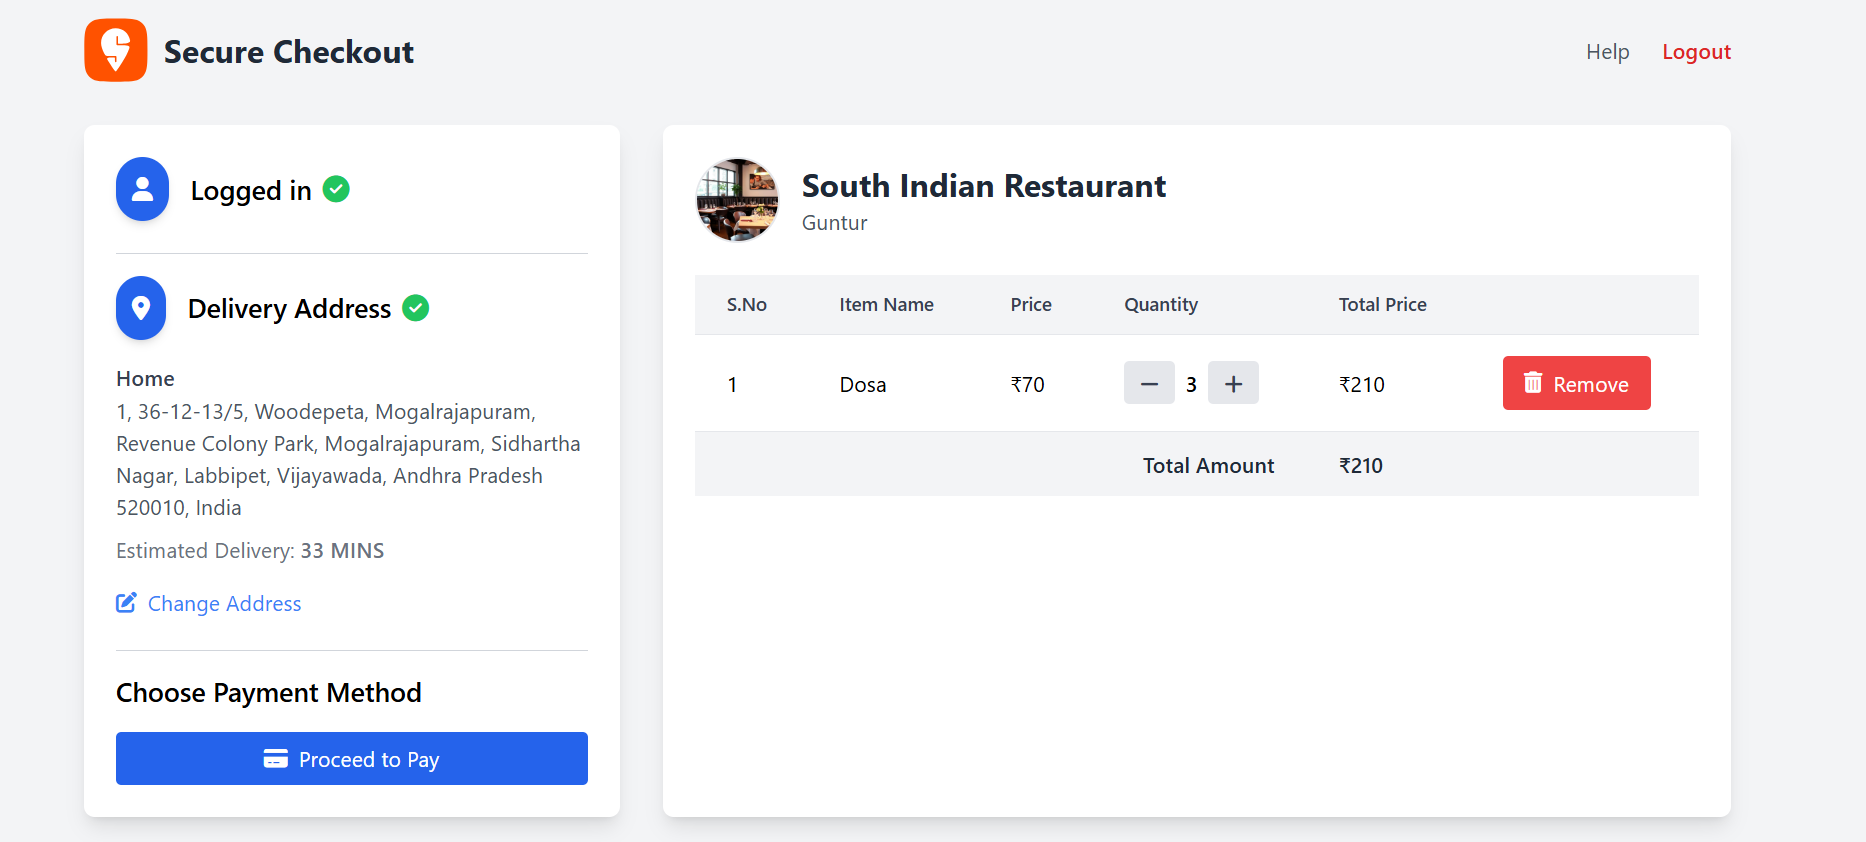 Secure Checkout
Help
Logout
Logged in
Delivery Address
Home
1, 36-12-13/5, Woodepeta, Mogalrajapuram,
Revenue Colony Park, Mogalrajapuram, Sidhartha
Nagar, Labbipet, Vijayawada, Andhra Pradesh
520010, India
Estimated Delivery: 33 MINS
Change Address
Choose Payment Method
Proceed to Pay
South Indian Restaurant
Guntur
S.No Item Name Price Quantity Total Price
1 Dosa ₹70 − 3 + ₹210 Remove
Total Amount ₹210